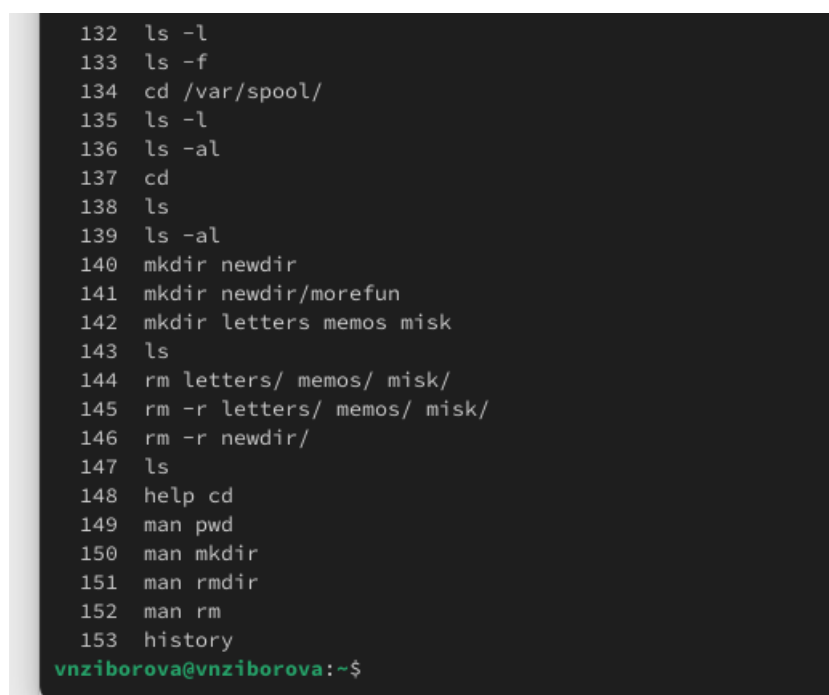 132 ls -l
133 ls -f
134 cd /var/spool/
135 ls -l
136 ls -al
137 cd
138 ls
139 ls -al
140 mkdir newdir
141 mkdir newdir/morefun
142 mkdir letters memos misk
143 ls
144 rm letters/ memos/ misk/
145 rm -r letters/ memos/ misk/
146 rm -r newdir/
147 ls
148 help cd
149 man pwd
150 man mkdir
151 man rmdir
152 man rm
153 history
vnziborova@vnziborova:~$